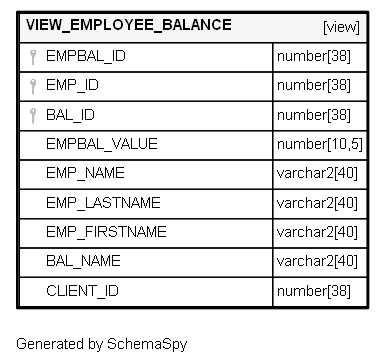 VIEW_EMPLOYEE_BALANCE [view]
EMPBAL_ID number[38]
EMP_ID number[38]
BAL_ID number[38]
EMPBAL_VALUE number[10,5]
EMP_NAME varchar2[40]
EMP_LASTNAME varchar2[40]
EMP_FIRSTNAME varchar2[40]
BAL_NAME varchar2[40]
CLIENT_ID number[38]
Generated by SchemaSpy